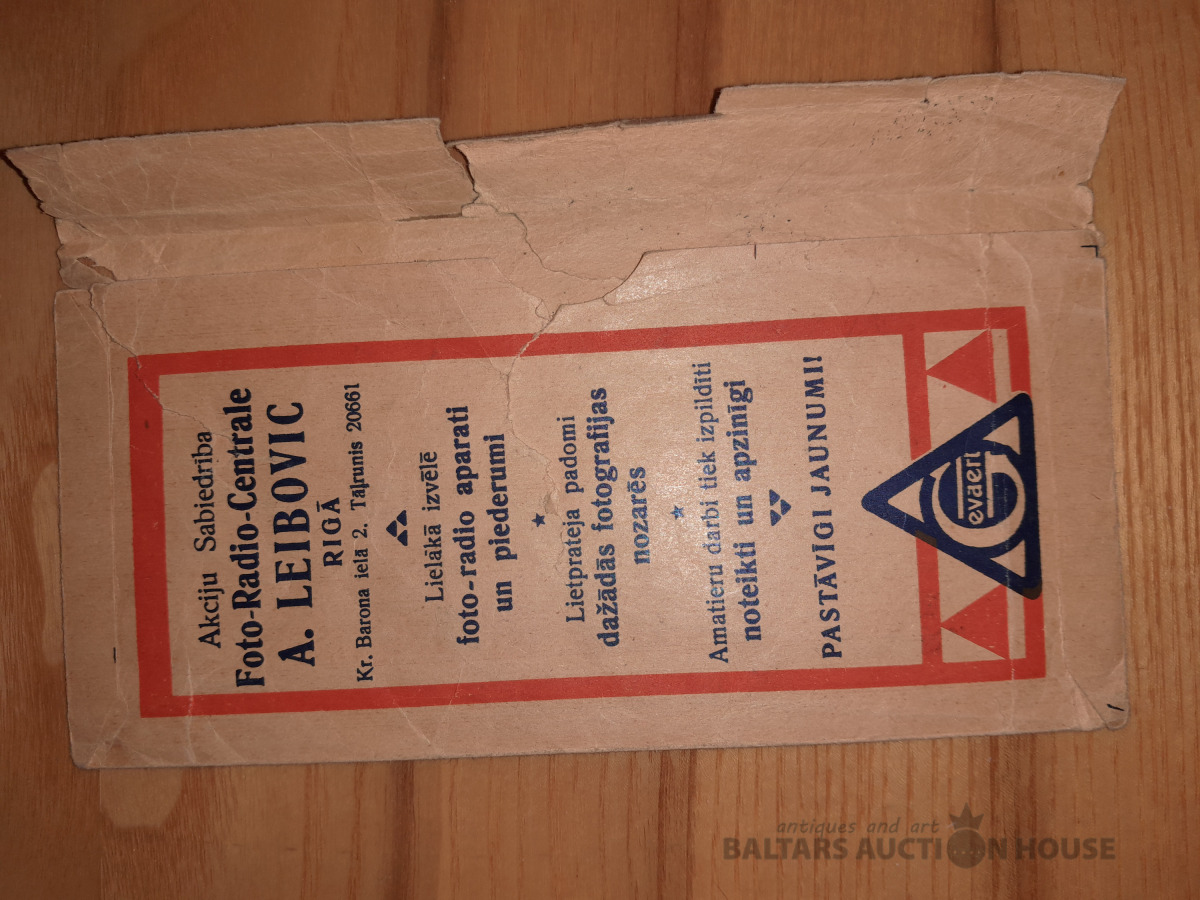 Akciju Sabiedrība
Foto-Radio-Centrale
A. LEIBOVIC
RIGĀ
Kr. Barona ielā 2. Taļrunis 20661
Lielākā izvēlē
foto-radio aparati
un piederumi
Lietpratēja padomi
dažādās fotografijas
nozarēs
Amatieru darbi tiek izpildīti
noteikti un apzinīgi
PASTĀVĪGI JAUNUMI!
Gevaert
antiques and art
BALTARS AUCTION HOUSE